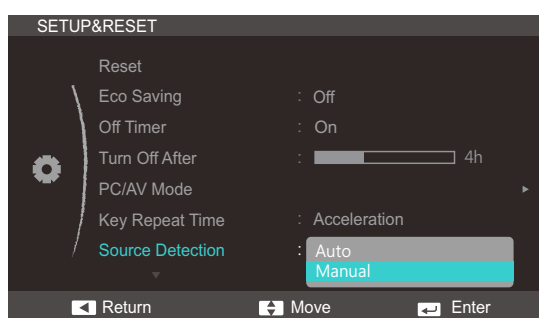 SETUP&RESET
Reset
Eco Saving : Off
Off Timer : On
Turn Off After : 4h
PC/AV Mode
Key Repeat Time : Acceleration
Source Detection : Auto
Manual
Return Move Enter